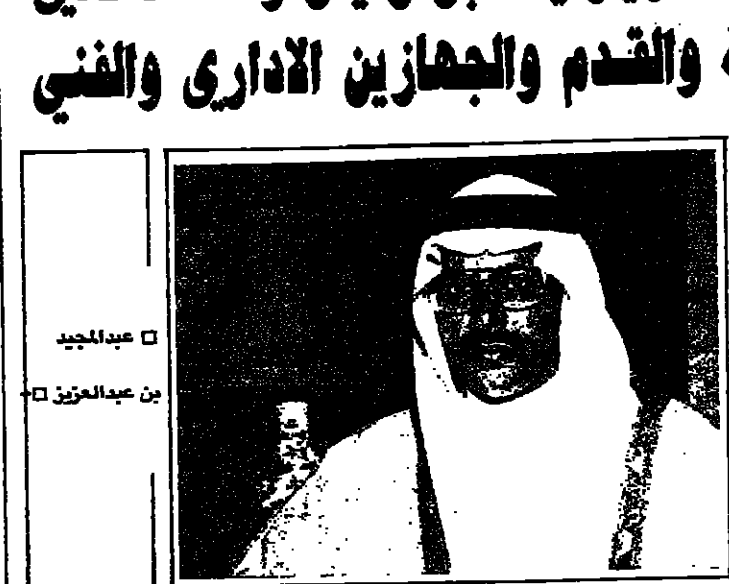 والقدم والجهازين الاداري والفني
□ عبدالمجيد
بن عبدالعزيز □